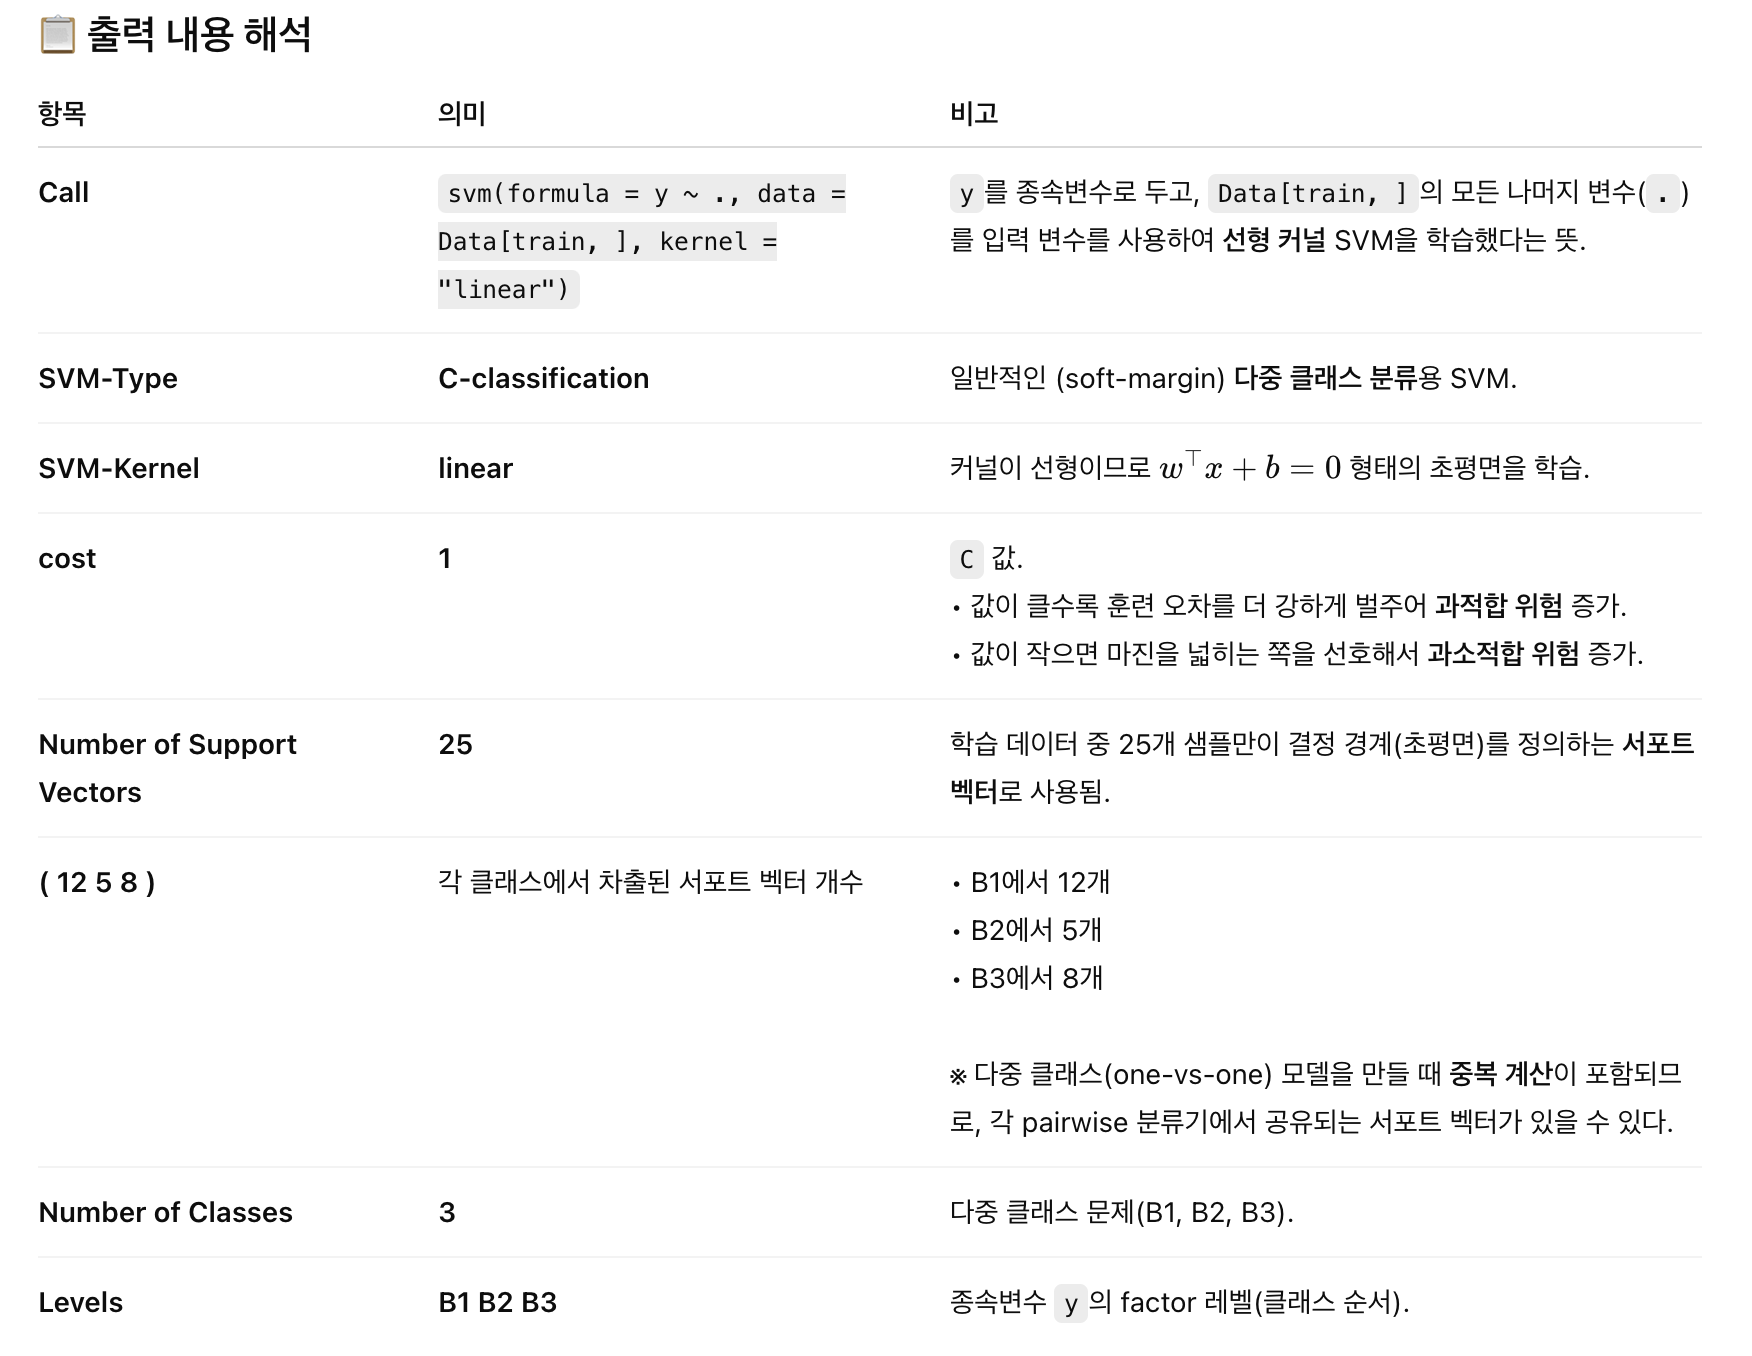 📋 출력 내용 해석
항목 의미 비고
Call
svm(formula = y ~ ., data =
Data[train, ], kernel =
"linear")
y를 종속변수로 두고, Data[train, ]의 모든 나머지 변수(.)
를 입력 변수를 사용하여 선형 커널 SVM을 학습했다는 뜻.
SVM-Type
C-classification
일반적인 (soft-margin) 다중 클래스 분류용 SVM.
SVM-Kernel
linear
커널이 선형이므로 w⊤x + b = 0 형태의 초평면을 학습.
cost
1
C 값.
• 값이 클수록 훈련 오차를 더 강하게 벌주어 과적합 위험 증가.
• 값이 작으면 마진을 넓히는 쪽을 선호해서 과소적합 위험 증가.
Number of Support
Vectors
25
학습 데이터 중 25개 샘플만이 결정 경계(초평면)를 정의하는 서포트
벡터로 사용됨.
( 12 5 8 )
각 클래스에서 차출된 서포트 벡터 개수
• B1에서 12개
• B2에서 5개
• B3에서 8개
※ 다중 클래스(one-vs-one) 모델을 만들 때 중복 계산이 포함되므
로, 각 pairwise 분류기에서 공유되는 서포트 벡터가 있을 수 있다.
Number of Classes
3
다중 클래스 문제(B1, B2, B3).
Levels
B1 B2 B3
종속변수 y의 factor 레벨(클래스 순서).